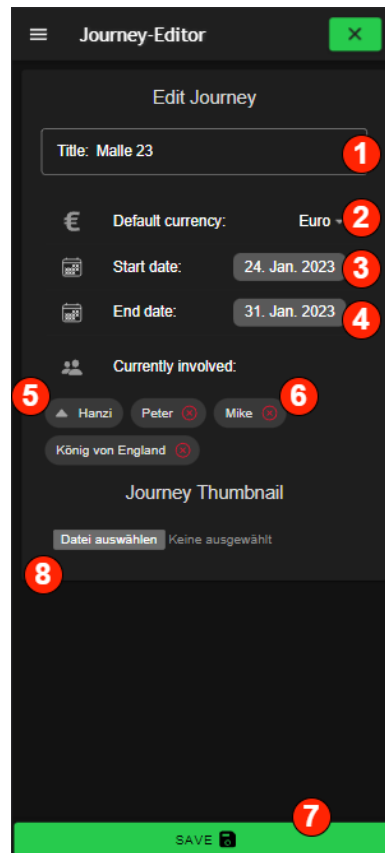 Journey-Editor
Edit Journey
Title: Malle 23
1
€ Default currency: Euro
2
Start date: 24. Jan. 2023
3
End date: 31. Jan. 2023
4
Currently involved:
5
6
Hanzi Peter Mike
König von England
Journey Thumbnail
Datei auswählen Keine ausgewählt
8
7
SAVE